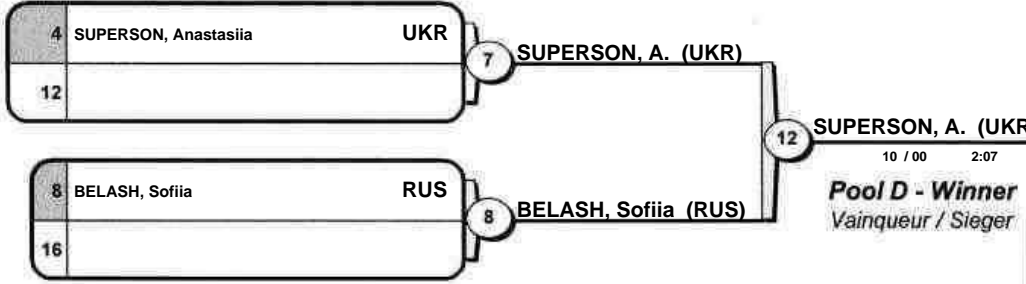 4 SUPERSON, Anastasiia UKR
12
7
SUPERSON, A. (UKR)
8 BELASH, Sofiia RUS
16
8
BELASH, Sofiia (RUS)
12
SUPERSON, A. (UKR
10 / 00 2:07
Pool D - Winner
Vainqueur / Sieger